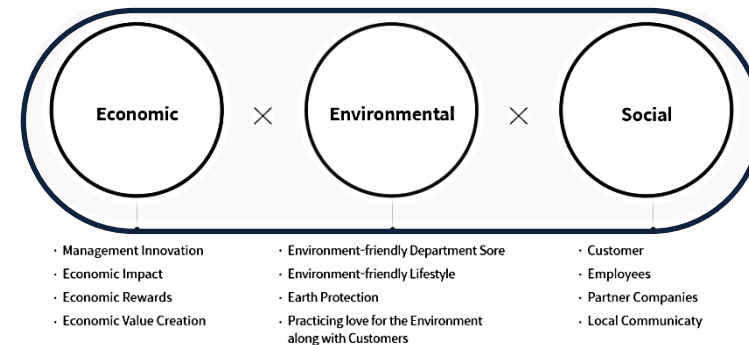 Economic × Environmental × Social
· Management Innovation
· Economic Impact
· Economic Rewards
· Economic Value Creation
· Environment-friendly Department Sore
· Environment-friendly Lifestyle
· Earth Protection
· Practicing love for the Environment
along with Customers
· Customer
· Employees
· Partner Companies
· Local Communicaty